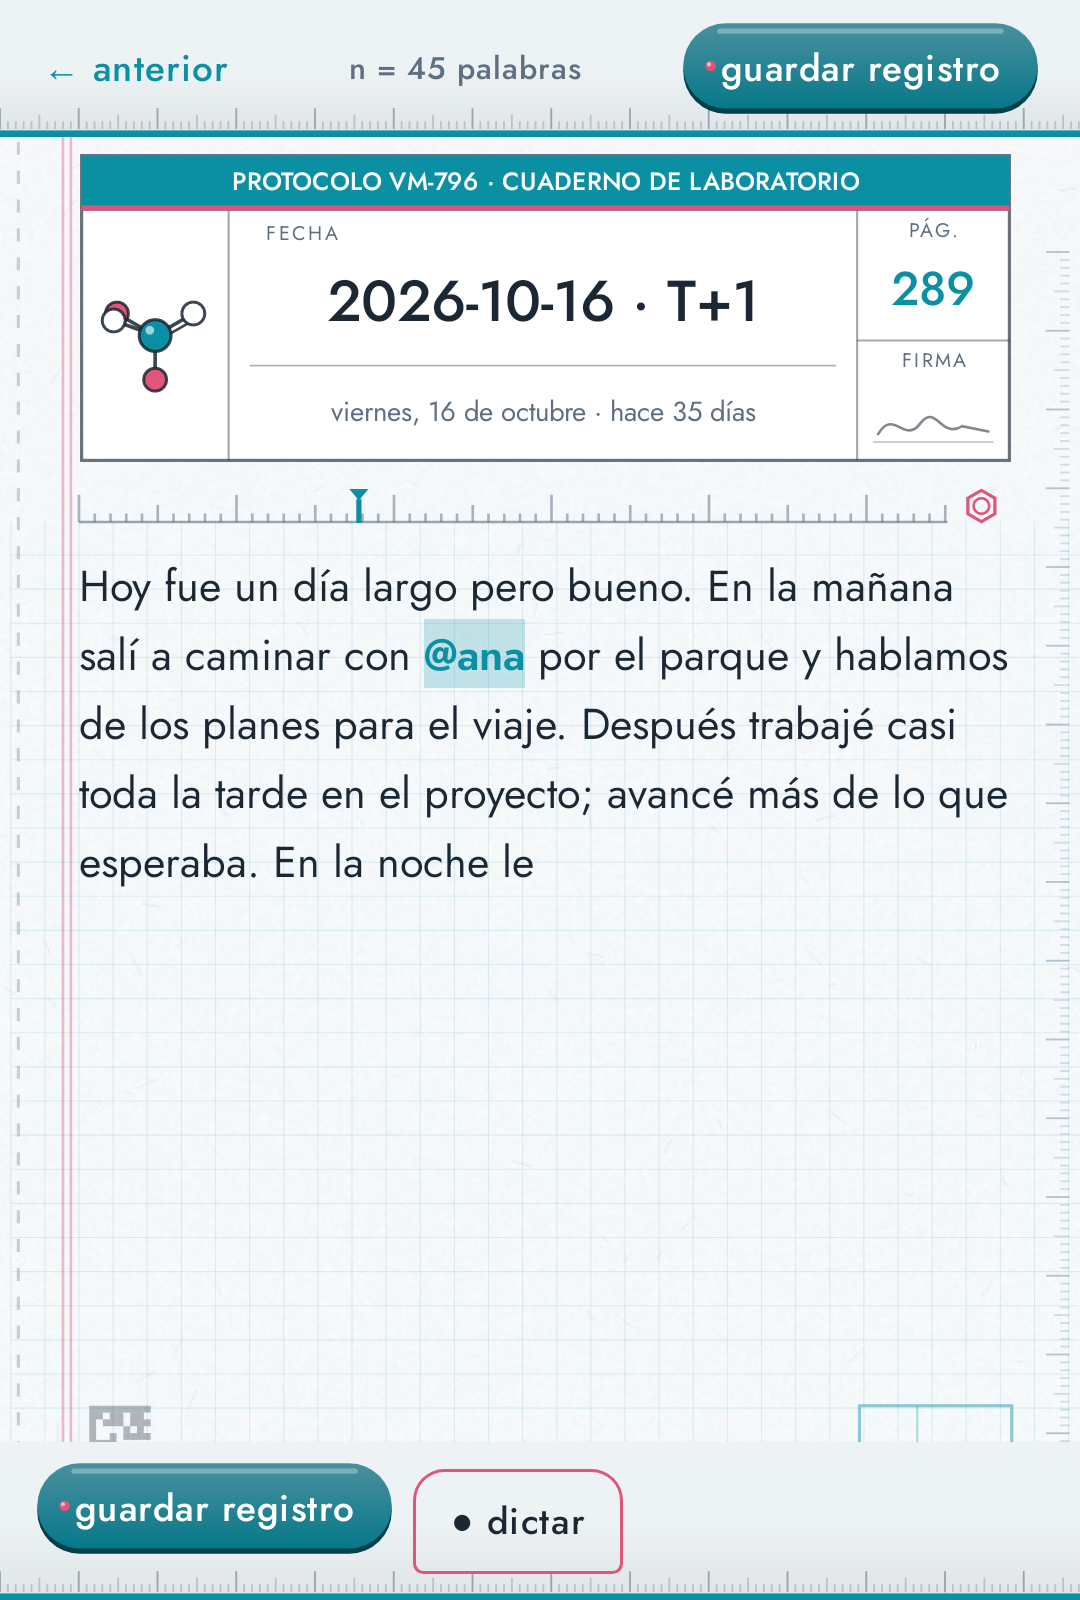 ← anterior
n = 45 palabras
guardar registro
PROTOCOLO VM-796 · CUADERNO DE LABORATORIO
FECHA
2026-10-16 · T+1
viernes, 16 de octubre · hace 35 días
PÁG.
289
FIRMA
Hoy fue un día largo pero bueno. En la mañana
salí a caminar con @ana por el parque y hablamos
de los planes para el viaje. Después trabajé casi
toda la tarde en el proyecto; avancé más de lo que
esperaba. En la noche le
guardar registro
● dictar